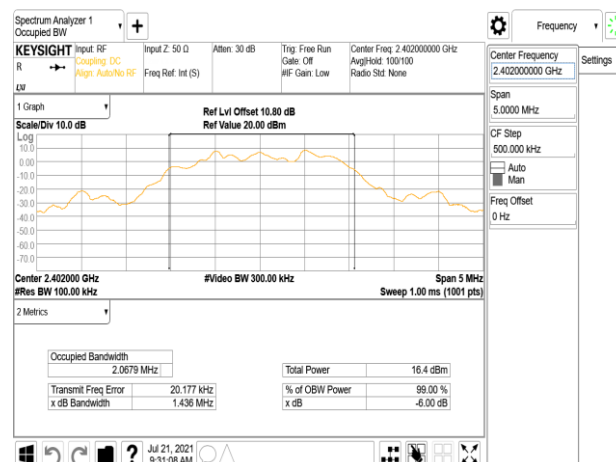 Spectrum Analyzer 1
Occupied BW
Frequency
KEYSIGHT Input: RF
Coupling: DC
Align: Auto/No RF
R
LXI
Input Z: 50 Ω
Freq Ref: Int (S)
Atten: 30 dB
Trig: Free Run
Gate: Off
#IF Gain: Low
Center Freq: 2.402000000 GHz
Avg|Hold: 100/100
Radio Std: None
Center Frequency
2.402000000 GHz
Settings
Span
5.0000 MHz
CF Step
500.000 kHz
Auto
Man
Freq Offset
0 Hz
1 Graph
Scale/Div 10.0 dB
Ref Lvl Offset 10.80 dB
Ref Value 20.00 dBm
Log
10.0
0.00
-10.0
-20.0
-30.0
-40.0
-50.0
-60.0
-70.0
Center 2.402000 GHz
#Res BW 100.00 kHz
#Video BW 300.00 kHz
Span 5 MHz
Sweep 1.00 ms (1001 pts)
2 Metrics
Occupied Bandwidth
2.0679 MHz
Total Power 16.4 dBm
Transmit Freq Error 20.177 kHz
% of OBW Power 99.00 %
x dB Bandwidth 1.436 MHz
x dB -6.00 dB
?
Jul 21, 2021
9:31:08 AM